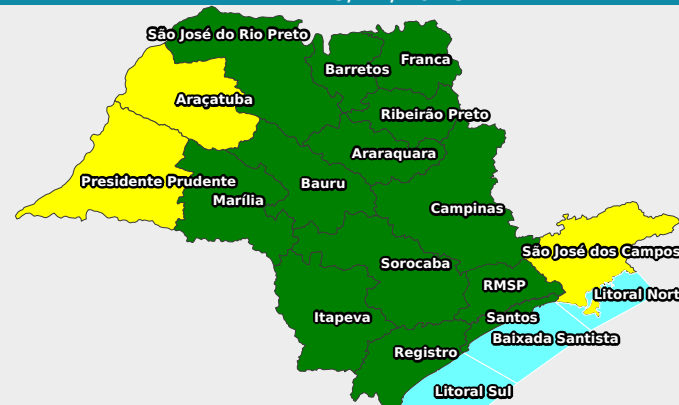 São José do Rio Preto
Franca
Barretos
Araçatuba
Ribeirão Preto
Araraquara
Presidente Prudente
Bauru
Marília
Campinas
São José dos Campos
Sorocaba
RMSP
Litoral Nort
Itapeva
Santos
Baixada Santista
Registro
Litoral Sul